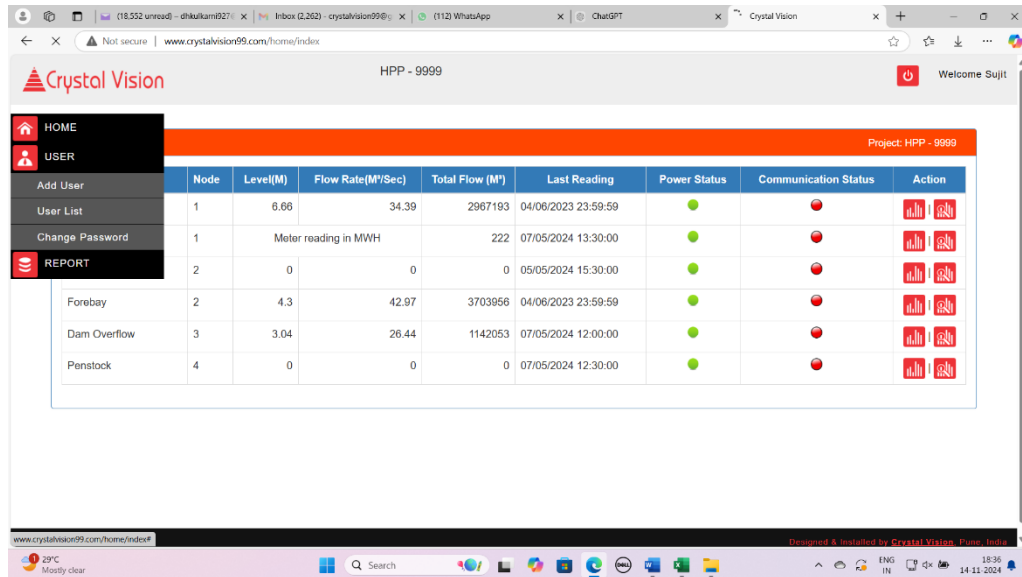 (18,552 unread) – dhkulkarni927
Inbox (2,262) - crystalvision99@g
(112) WhatsApp
ChatGPT
Crystal Vision
Not secure
www.crystalvision99.com/home/index
Crystal Vision
HPP - 9999
Welcome Sujit
HOME
USER
Add User
User List
Change Password
REPORT
Project: HPP - 9999
Node Level(M) Flow Rate(M³/Sec) Total Flow (M³) Last Reading Power Status Communication Status Action
1 6.66 34.39 2967193 04/06/2023 23:59:59
1 Meter reading in MWH 222 07/05/2024 13:30:00
2 0 0 0 05/05/2024 15:30:00
Forebay 2 4.3 42.97 3703956 04/06/2023 23:59:59
Dam Overflow 3 3.04 26.44 1142053 07/05/2024 12:00:00
Penstock 4 0 0 0 07/05/2024 12:30:00
www.crystalvision99.com/home/index#
Designed & Installed by Crystal Vision, Pune, India
1
29°C
Mostly clear
Search
DELL
ENG
IN
18:36
14-11-2024